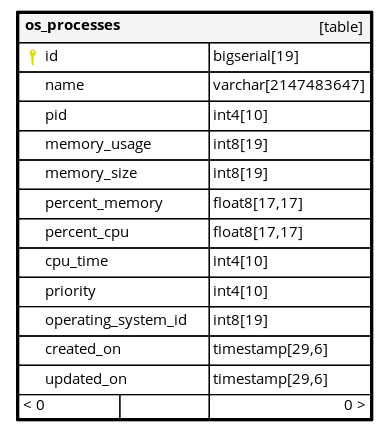 os_processes [table]
id bigserial[19]
name varchar[2147483647]
pid int4[10]
memory_usage int8[19]
memory_size int8[19]
percent_memory float8[17,17]
percent_cpu float8[17,17]
cpu_time int4[10]
priority int4[10]
operating_system_id int8[19]
created_on timestamp[29,6]
updated_on timestamp[29,6]
< 0 0 >